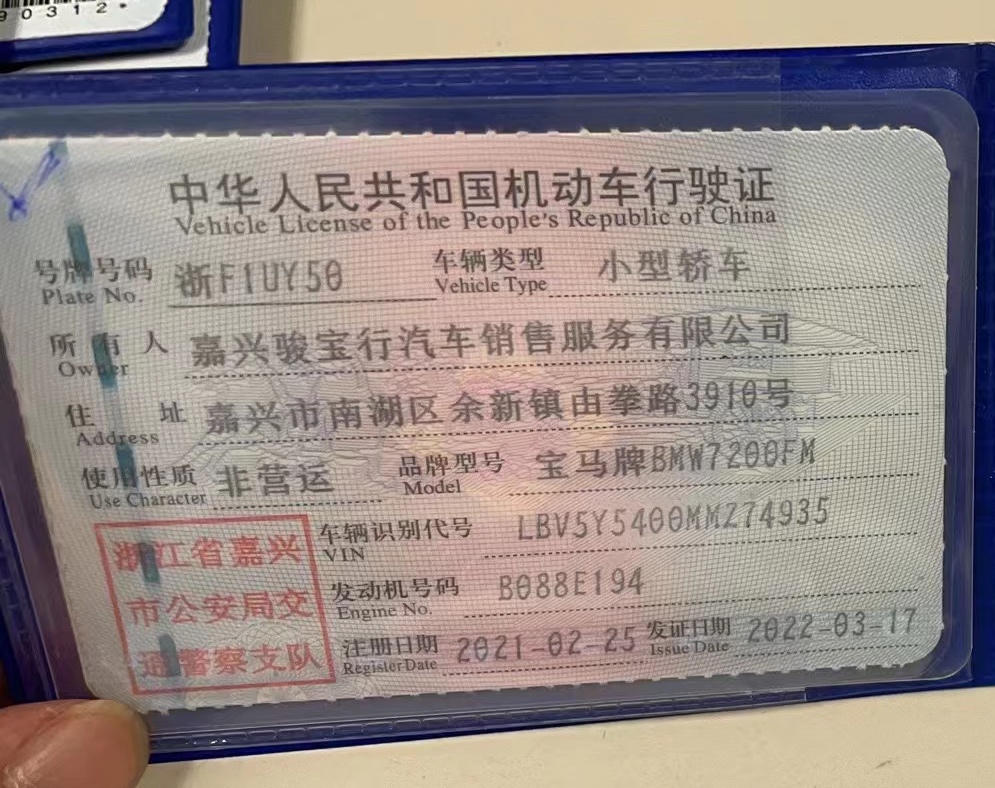 90312
中华人民共和国机动车行驶证
Vehicle License of the People's Republic of China
号牌号码 浙F1UY50 车辆类型 小型轿车
Plate No. Vehicle Type
所有人 嘉兴骏宝行汽车销售服务有限公司
Owner
住址 嘉兴市南湖区余新镇由拳路3910号
Address
使用性质 非营运 品牌型号 宝马牌BMW7200FM
Use Character Model
浙江省嘉兴
市公安局交
通警察支队
车辆识别代号 LBV5Y5400MMZ74935
VIN
发动机号码 B088E194
Engine No.
注册日期 2021-02-25 发证日期 2022-03-17
Register Date Issue Date